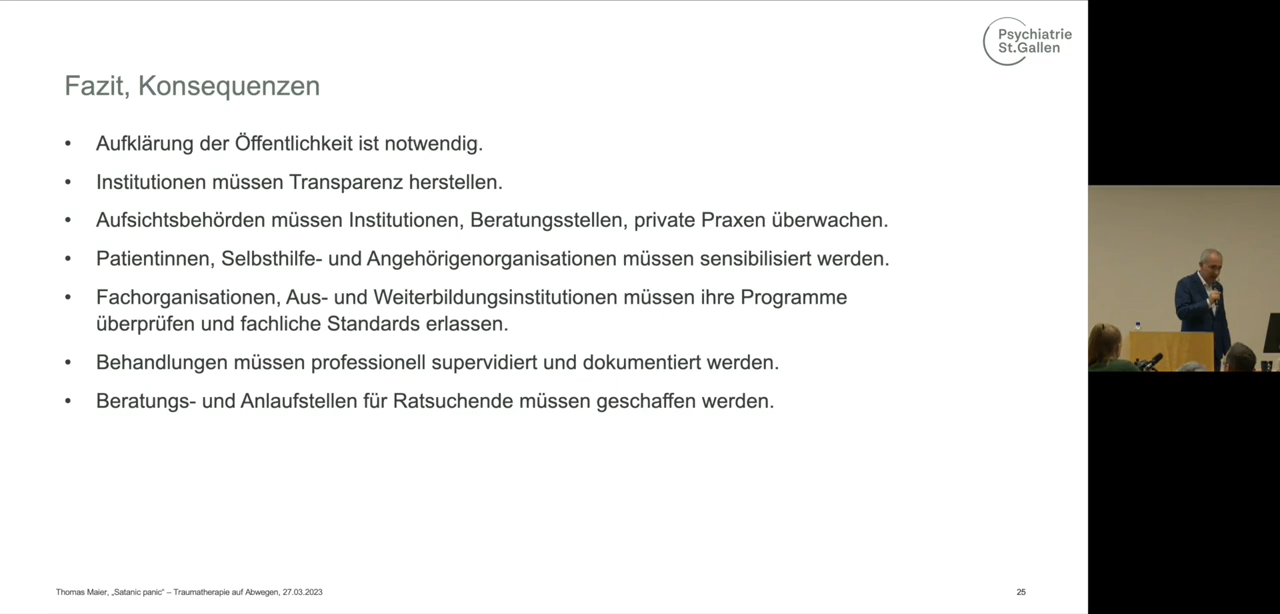 Psychiatrie
St.Gallen
Fazit, Konsequenzen
• Aufklärung der Öffentlichkeit ist notwendig.
• Institutionen müssen Transparenz herstellen.
• Aufsichtsbehörden müssen Institutionen, Beratungsstellen, private Praxen überwachen.
• Patientinnen, Selbsthilfe- und Angehörigenorganisationen müssen sensibilisiert werden.
• Fachorganisationen, Aus- und Weiterbildungsinstitutionen müssen ihre Programme
überprüfen und fachliche Standards erlassen.
• Behandlungen müssen professionell supervidiert und dokumentiert werden.
• Beratungs- und Anlaufstellen für Ratsuchende müssen geschaffen werden.
Thomas Maier, „Satanic panic“ – Traumatherapie auf Abwegen, 27.03.2023
25